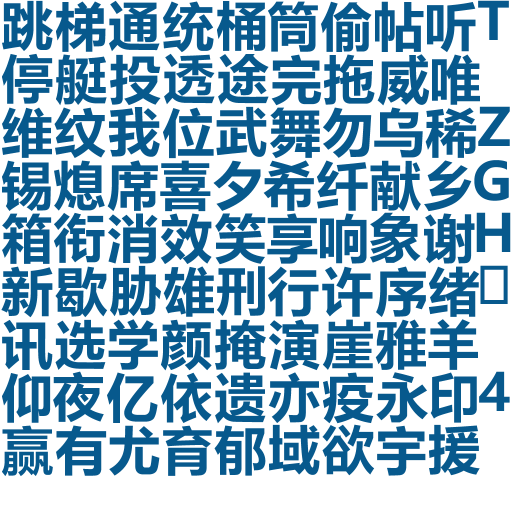 跳梯通统桶筒偷帖听T
停艇投透途完拖威唯
维纹我位武舞勿乌稀Z
锡熄席喜夕希纤献乡G
箱衔消效笑享响象谢H
新歇胁雄刑行许序绪
讯选学颜掩演崖雅羊
仰夜亿依遗亦疫永印4
赢有尤育郁域欲宇援